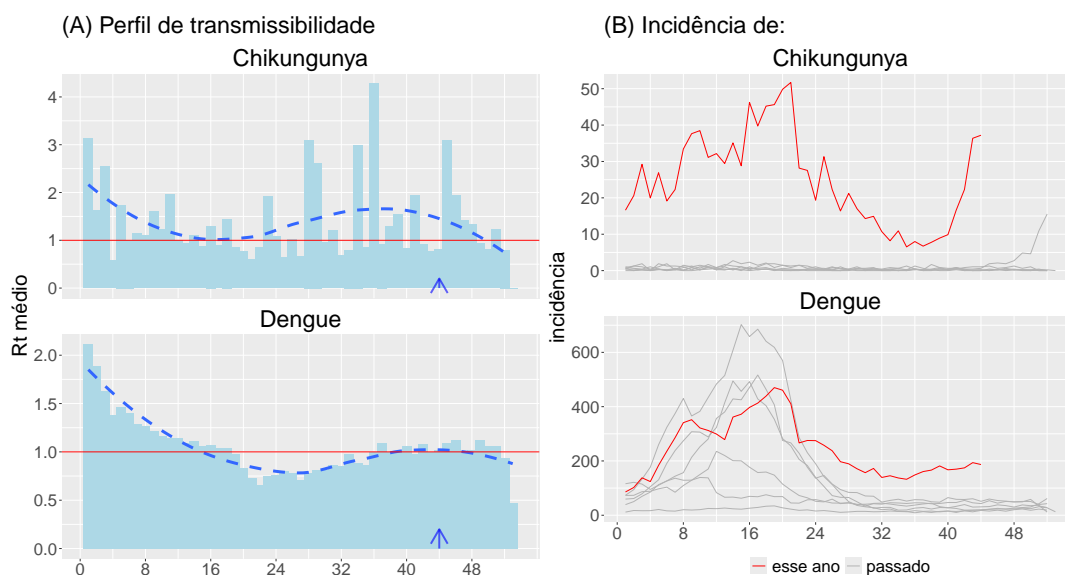 (A) Perfil de transmissibilidade
Chikungunya
4
3
2
1
0
Dengue
2.0
1.5
1.0
0.5
0.0
0 8 16 24 32 40 48
Rt médio
(B) Incidência de:
Chikungunya
50
40
30
20
10
0
Dengue
600
400
200
0
0 8 16 24 32 40 48
incidência
esse ano passado